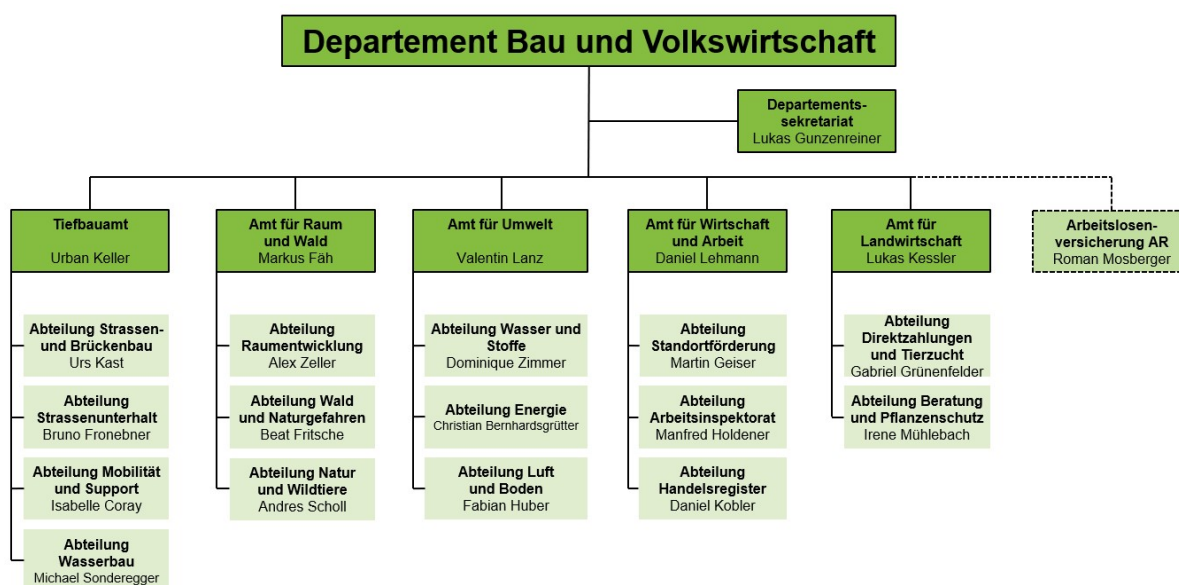 Departement Bau und Volkswirtschaft
Departements-
sekretariat
Lukas Gunzenreiner
Tiefbauamt
Urban Keller
Abteilung Strassen-
und Brückenbau
Urs Kast
Abteilung
Strassenunterhalt
Bruno Fronebner
Abteilung Mobilität
und Support
Isabelle Coray
Abteilung
Wasserbau
Michael Sonderegger
Amt für Raum
und Wald
Markus Fäh
Abteilung
Raumentwicklung
Alex Zeller
Abteilung Wald
und Naturgefahren
Beat Fritsche
Abteilung Natur
und Wildtiere
Andres Scholl
Amt für Umwelt
Valentin Lanz
Abteilung Wasser und
Stoffe
Dominique Zimmer
Abteilung Energie
Christian Bernhardsgrütter
Abteilung Luft
und Boden
Fabian Huber
Amt für Wirtschaft
und Arbeit
Daniel Lehmann
Abteilung
Standortförderung
Martin Geiser
Abteilung
Arbeitsinspektorat
Manfred Holdener
Abteilung
Handelsregister
Daniel Kobler
Amt für
Landwirtschaft
Lukas Kessler
Abteilung
Direktzahlungen
und Tierzucht
Gabriel Grünenfelder
Abteilung Beratung
und Pflanzenschutz
Irene Mühlebach
Arbeitslosen-
versicherung AR
Roman Mosberger